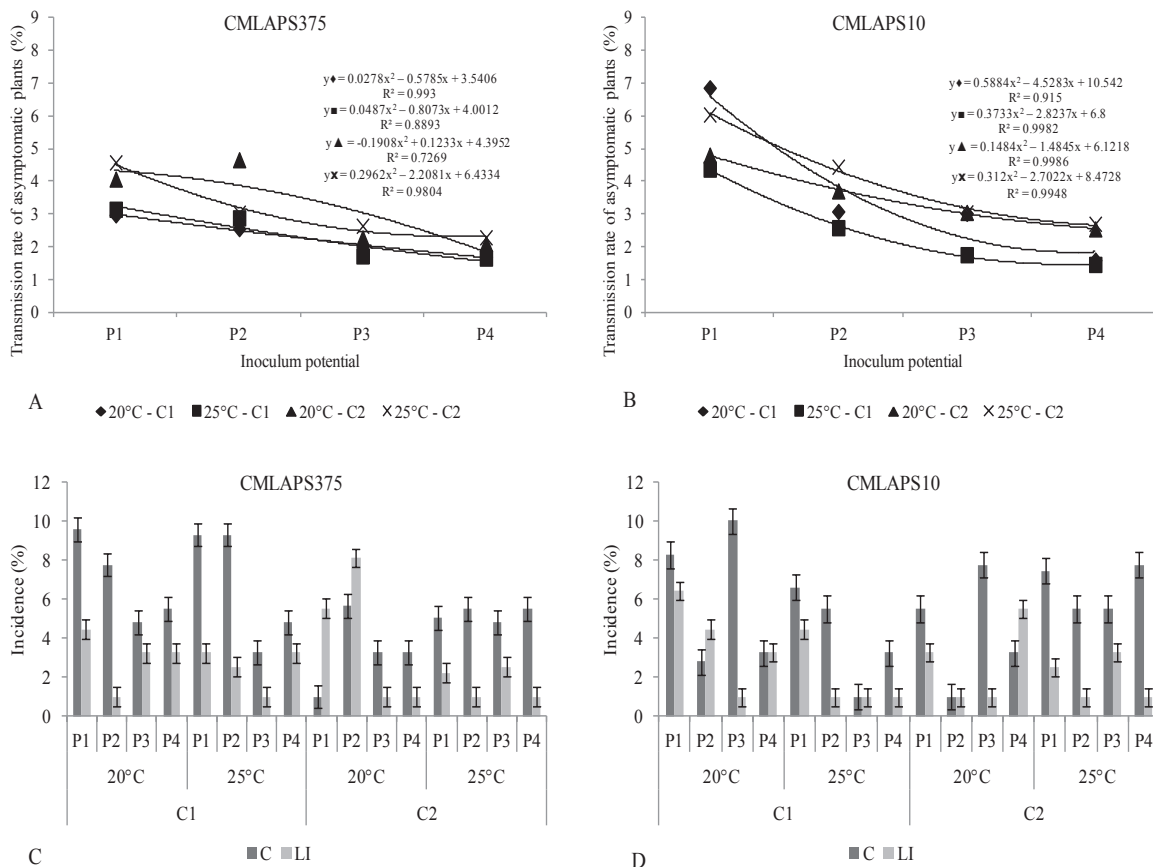 CMLAPS375
Transmission rate of asymptomatic plants (%)
9
8
7
6
5
4
3
2
1
0
y♦= 0.0278x² – 0.5785x + 3.5406
R² = 0.993
y■= 0.0487x² – 0.8073x + 4.0012
R² = 0.8893
y▲= -0.1908x² + 0.1233x + 4.3952
R² = 0.7269
y✖= 0.2962x² – 2.2081x + 6.4334
R² = 0.9804
P1 P2 P3 P4
Inoculum potential
A
♦20°C - C1 ■25°C - C1 ▲20°C - C2 ×25°C - C2
CMLAPS10
Transmission rate of asymptomatic plants (%)
9
8
7
6
5
4
3
2
1
0
y♦= 0.5884x² – 4.5283x + 10.542
R² = 0.915
y■= 0.3733x² – 2.8237x + 6.8
R² = 0.9982
y▲= 0.1484x² – 1.4845x + 6.1218
R² = 0.9986
y✖= 0.312x² – 2.7022x + 8.4728
R² = 0.9948
P1 P2 P3 P4
Inoculum potential
B
♦20°C - C1 ■25°C - C1 ▲20°C - C2 ×25°C - C2
CMLAPS375
Incidence (%)
12
10
8
6
4
2
0
P1 P2 P3 P4 P1 P2 P3 P4 P1 P2 P3 P4 P1 P2 P3 P4
20°C 25°C 20°C 25°C
C1 C2
C
C LI
CMLAPS10
Incidence (%)
12
10
8
6
4
2
0
P1 P2 P3 P4 P1 P2 P3 P4 P1 P2 P3 P4 P1 P2 P3 P4
20°C 25°C 20°C 25°C
C1 C2
D
C LI